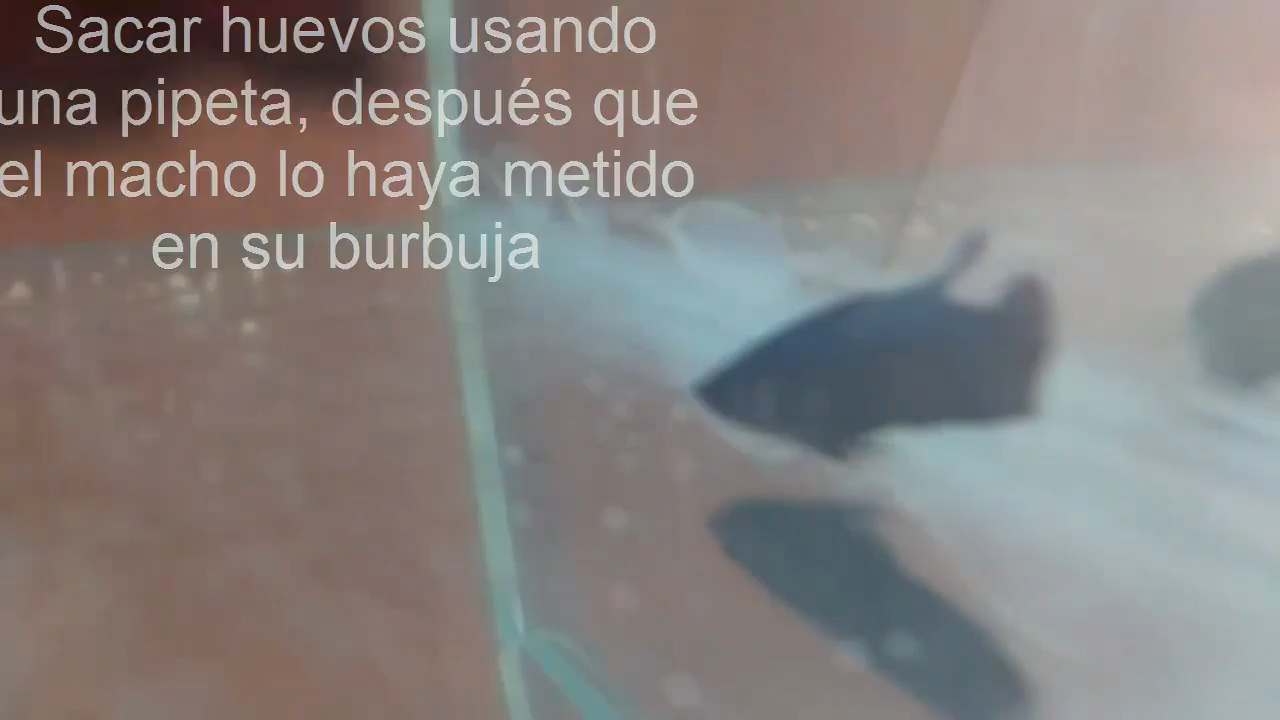 Sacar huevos usando
una pipeta, después que
el macho lo haya metido
en su burbuja